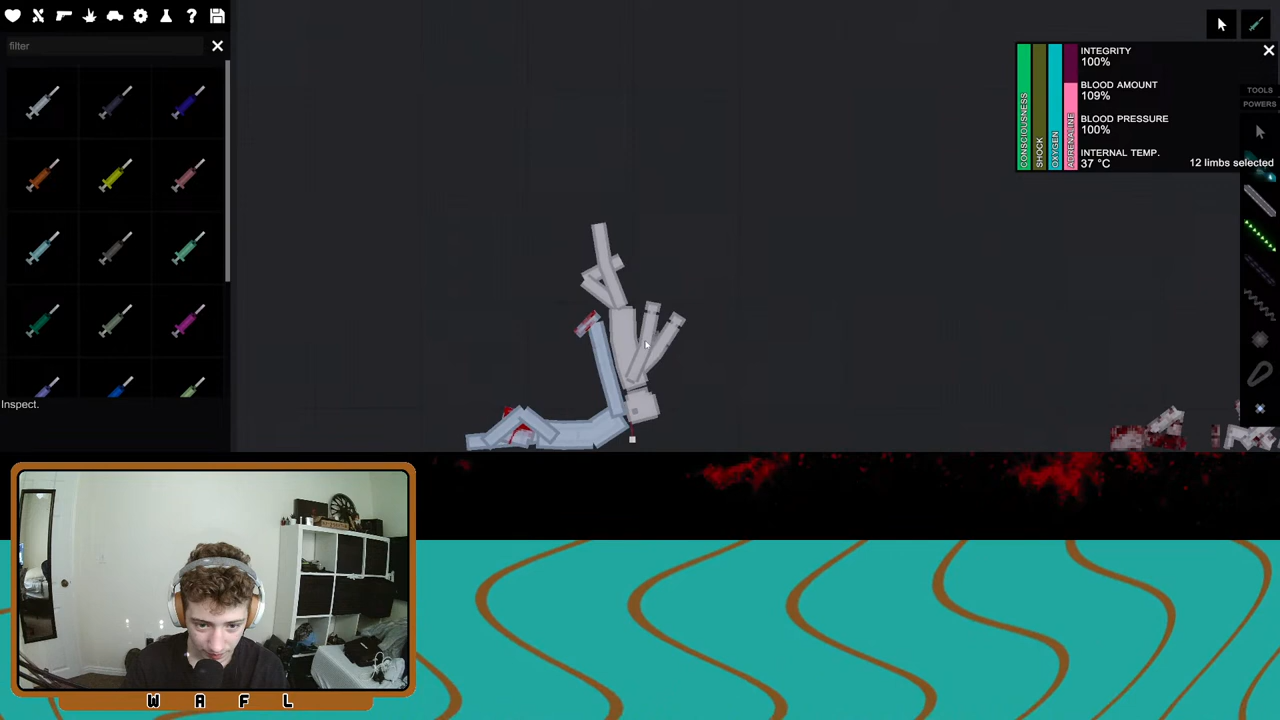 filter
Inspect.
TOOLS
POWERS
CONSCIOUSNESS
SHOCK
OXYGEN
ADRENALINE
INTEGRITY
100%
BLOOD AMOUNT
109%
BLOOD PRESSURE
100%
INTERNAL TEMP.
37 °C
12 limbs selected
W A F L